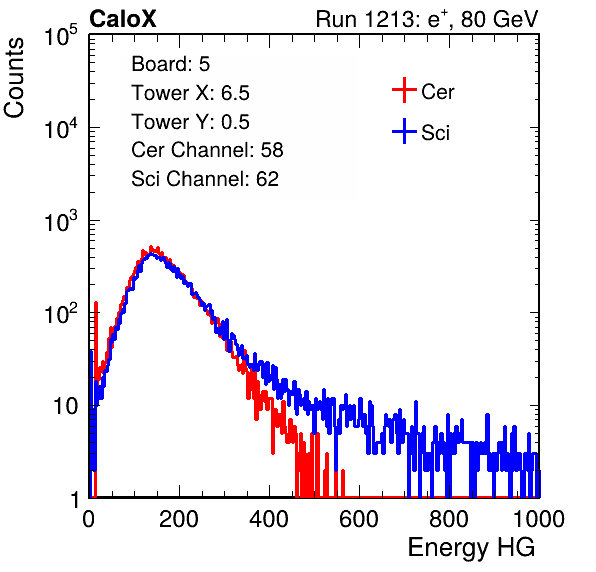 CaloX Run 1213: e⁺, 80 GeV
Counts
Board: 5
Tower X: 6.5
Tower Y: 0.5
Cer Channel: 58
Sci Channel: 62
Cer
Sci
10⁵
10⁴
10³
10²
10
1
0 200 400 600 800 1000
Energy HG